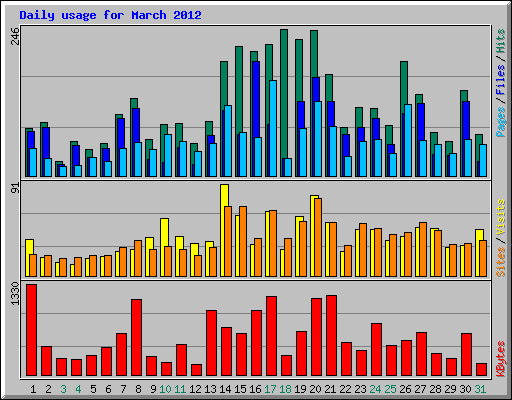 Daily usage for March 2012
246
Pages / Files / Hits
91
Sites / Visits
1330
KBytes
1 2 3 4 5 6 7 8 9 10 11 12 13 14 15 16 17 18 19 20 21 22 23 24 25 26 27 28 29 30 31